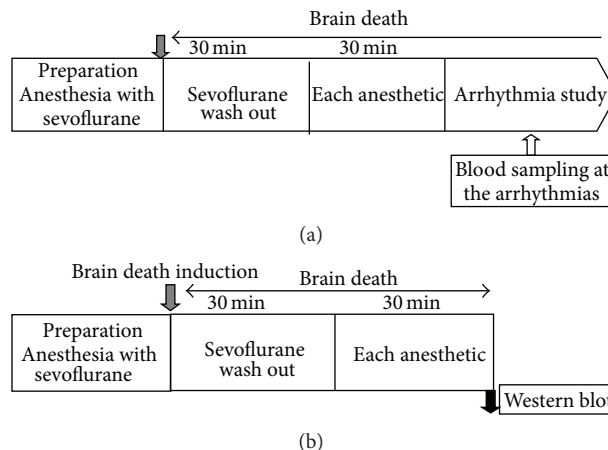 Brain death
30 min 30 min
Preparation
Anesthesia with
sevoflurane
Sevoflurane
wash out
Each anesthetic
Arrhythmia study
Blood sampling at
the arrhythmias
(a)
Brain death induction
Brain death
30 min 30 min
Preparation
Anesthesia with
sevoflurane
Sevoflurane
wash out
Each anesthetic
Western blot
(b)